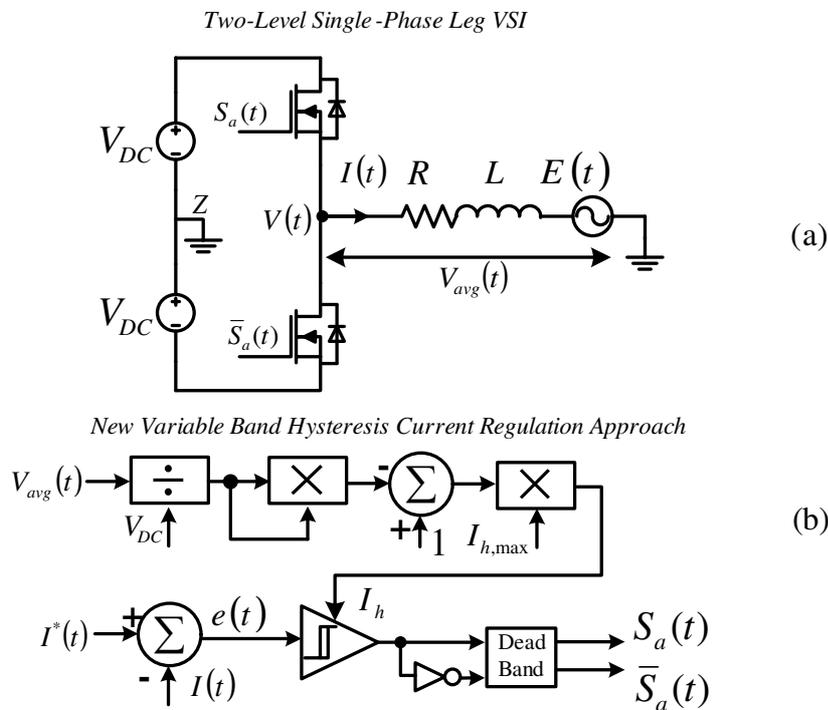 Two-Level Single-Phase Leg VSI
S_a(t)
V_DC
I(t) R L E(t)
Z
V(t)
(a)
V_avg(t)
V_DC
S̅_a(t)
New Variable Band Hysteresis Current Regulation Approach
V_avg(t) ÷ × - Σ ×
V_DC + 1 I_h,max
(b)
I_h
I*(t) + Σ e(t)
- I(t)
Dead
Band
S_a(t)
S̅_a(t)